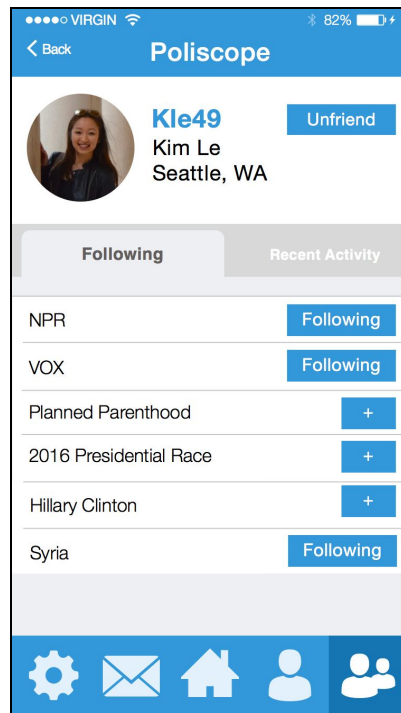 VIRGIN 82%
Back Poliscope
Kle49 Unfriend
Kim Le
Seattle, WA
Following Recent Activity
NPR Following
VOX Following
Planned Parenthood +
2016 Presidential Race +
Hillary Clinton +
Syria Following